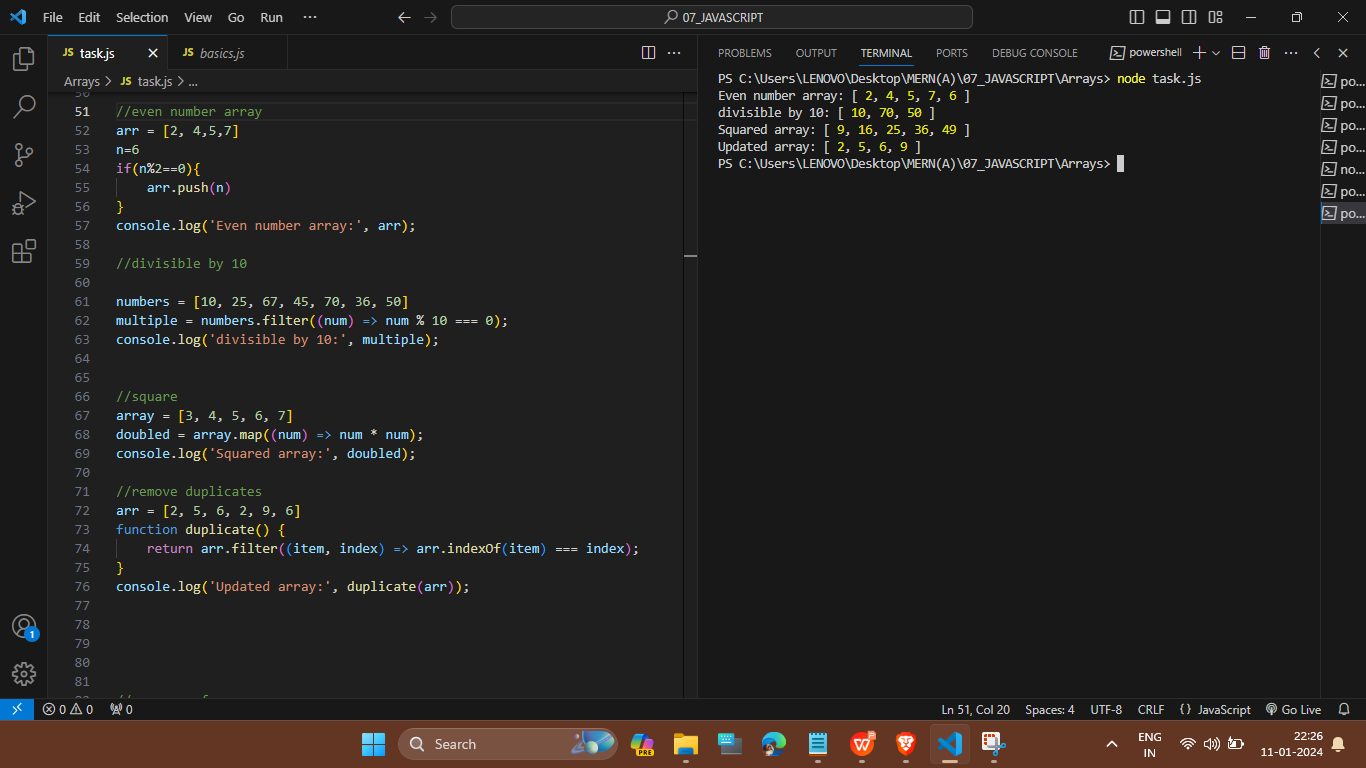 File Edit Selection View Go Run ···
07_JAVASCRIPT
JS task.js
JS basics.js
Arrays > JS task.js > ...
50
51 //even number array
52 arr = [2, 4,5,7]
53 n=6
54 if(n%2==0){
55 arr.push(n)
56 }
57 console.log('Even number array:', arr);
58
59 //divisible by 10
60
61 numbers = [10, 25, 67, 45, 70, 36, 50]
62 multiple = numbers.filter((num) => num % 10 === 0);
63 console.log('divisible by 10:', multiple);
64
65
66 //square
67 array = [3, 4, 5, 6, 7]
68 doubled = array.map((num) => num * num);
69 console.log('Squared array:', doubled);
70
71 //remove duplicates
72 arr = [2, 5, 6, 2, 9, 6]
73 function duplicate() {
74 return arr.filter((item, index) => arr.indexOf(item) === index);
75 }
76 console.log('Updated array:', duplicate(arr));
77
78
79
80
81
PROBLEMS OUTPUT TERMINAL PORTS DEBUG CONSOLE
powershell
PS C:\Users\LENOVO\Desktop\MERN(A)\07_JAVASCRIPT\Arrays> node task.js
Even number array: [ 2, 4, 5, 7, 6 ]
divisible by 10: [ 10, 70, 50 ]
Squared array: [ 9, 16, 25, 36, 49 ]
Updated array: [ 2, 5, 6, 9 ]
PS C:\Users\LENOVO\Desktop\MERN(A)\07_JAVASCRIPT\Arrays>
po...
po...
po...
po...
no...
po...
po...
1
0 0 0
Ln 51, Col 20 Spaces: 4 UTF-8 CRLF {} JavaScript Go Live
Search
PRE
ENG
IN
22:26
11-01-2024